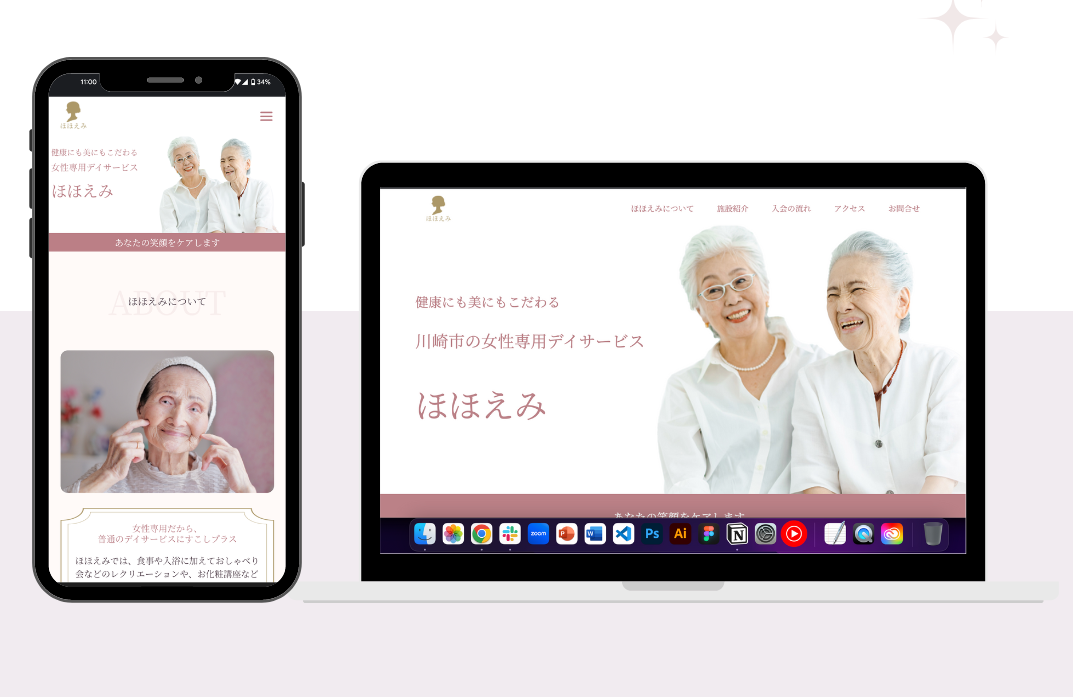 11:00
34%
ほほえみ
健康にも美にもこだわる
女性専用デイサービス
ほほえみ
あなたの笑顔をケアします
ABOUT
ほほえみについて
女性専用だから、
普通のデイサービスにすこしプラス
ほほえみでは、食事や入浴に加えておしゃべり
会などのレクリエーションや、お化粧講座など
ほほえみ
ほほえみについて
施設紹介
入会の流れ
アクセス
お問合せ
健康にも美にもこだわる
川崎市の女性専用デイサービス
ほほえみ
あなたの笑顔をケアします
zoom
P
W
Ps
Ai
N